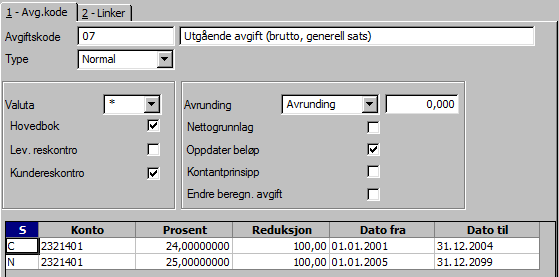 1 - Avg.kode 2 - Linker
Avgiftskode 07 Utgående avgift (brutto, generell sats)
Type Normal
Valuta * Avrunding Avrunding 0,000
Hovedbok Nettogrunnlag
Lev. reskontro Oppdater beløp
Kundereskontro Kontantprinsipp
Endre beregn. avgift
S Konto Prosent Reduksjon Dato fra Dato til
C 2321401 24,00000000 100,00 01.01.2001 31.12.2004
N 2321401 25,00000000 100,00 01.01.2005 31.12.2099